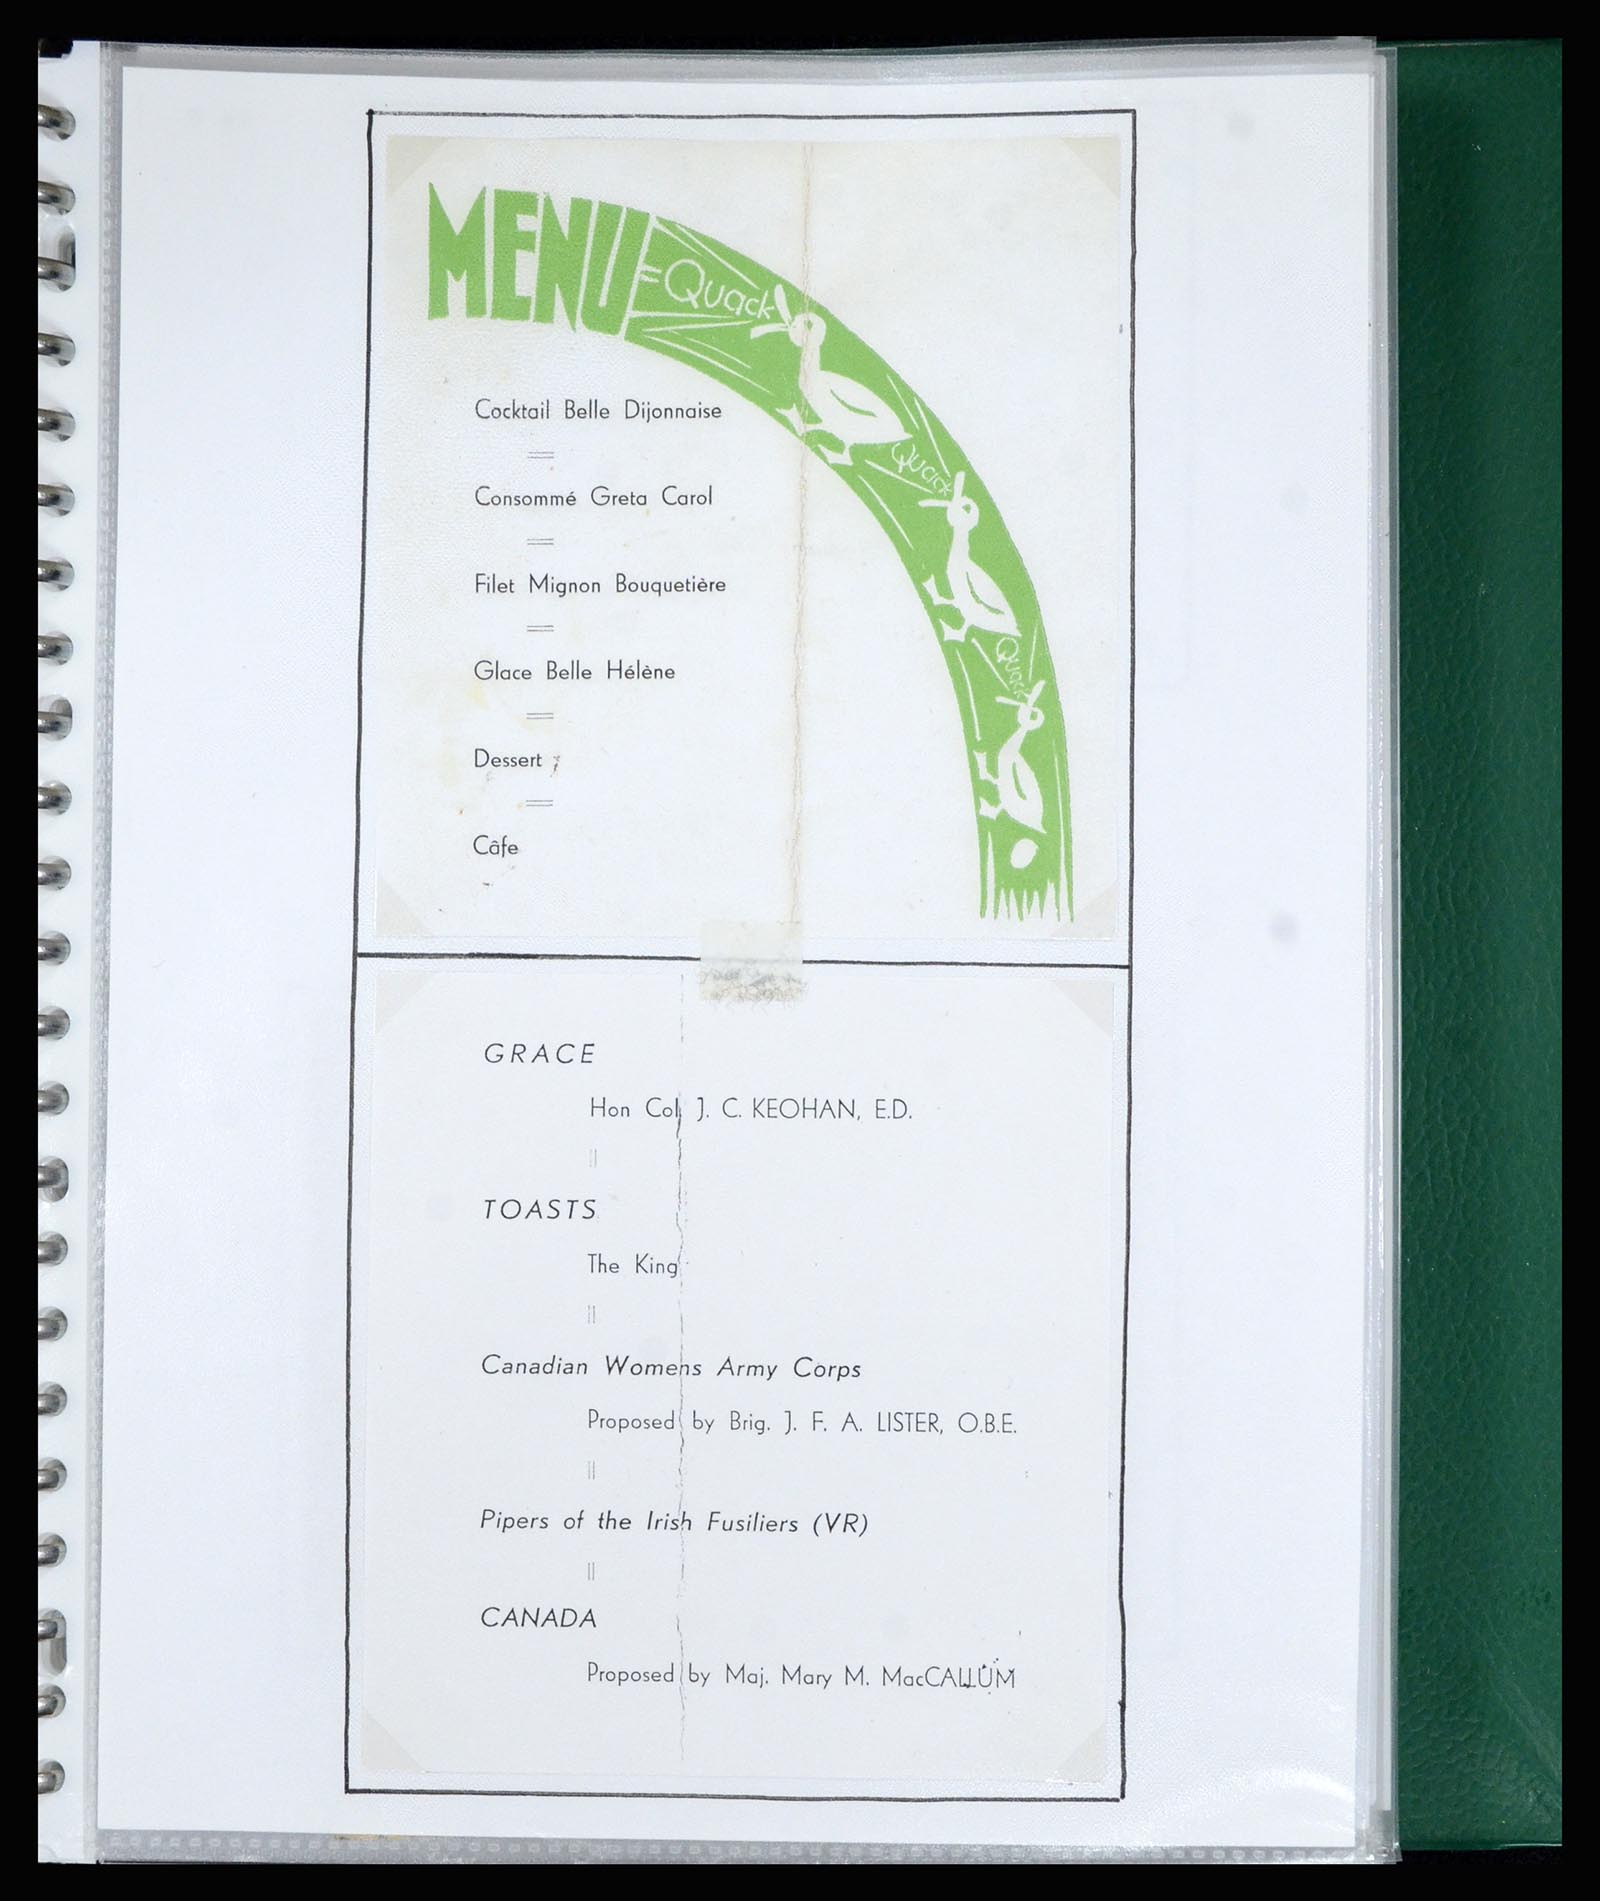 MENU
Quack
Quack
Quack
Cocktail Belle Dijonnaise
Consommé Greta Carol
Filet Mignon Bouquetière
Glace Belle Hélène
Dessert
Câfe
GRACE
Hon Col J. C. KEOHAN, E.D.
TOASTS
The King
Canadian Womens Army Corps
Proposed by Brig. J. F. A. LISTER, O.B.E.
Pipers of the Irish Fusiliers (VR)
CANADA
Proposed by Maj. Mary M. MacCALLUM